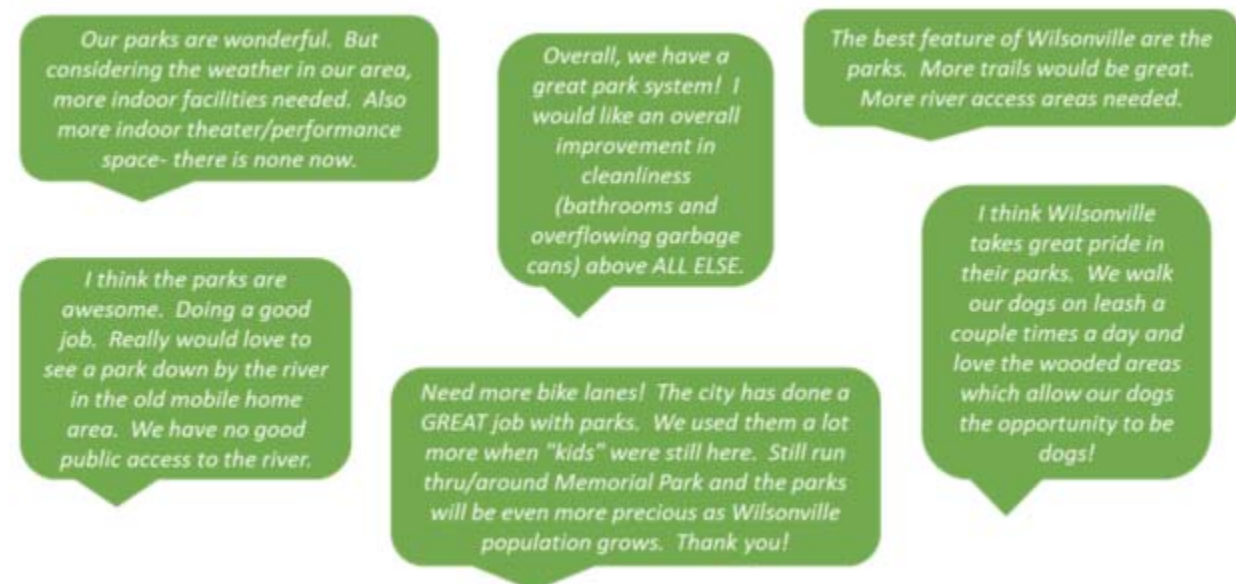 Our parks are wonderful.  But
considering the weather in our area,
more indoor facilities needed.  Also
more indoor theater/performance
space- there is none now.
Overall, we have a
great park system!  I
would like an overall
improvement in
cleanliness
(bathrooms and
overflowing garbage
cans) above ALL ELSE.
The best feature of Wilsonville are the
parks.  More trails would be great.
More river access areas needed.
I think the parks are
awesome.  Doing a good
job.  Really would love to
see a park down by the river
in the old mobile home
area.  We have no good
public access to the river.
Need more bike lanes!  The city has done a
GREAT job with parks.  We used them a lot
more when "kids" were still here.  Still run
thru/around Memorial Park and the parks
will be even more precious as Wilsonville
population grows.  Thank you!
I think Wilsonville
takes great pride in
their parks.  We walk
our dogs on leash a
couple times a day and
love the wooded areas
which allow our dogs
the opportunity to be
dogs!